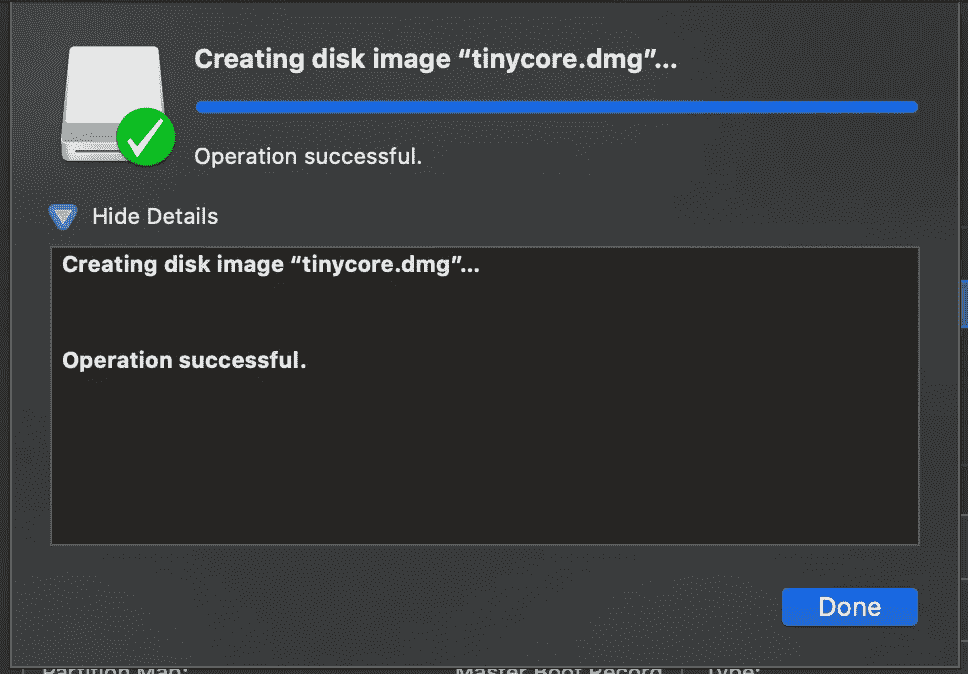 Creating disk image “tinycore.dmg”...
Operation successful.
Hide Details
Creating disk image “tinycore.dmg”...
Operation successful.
Done
Partition Map: Master Boot Record Type: